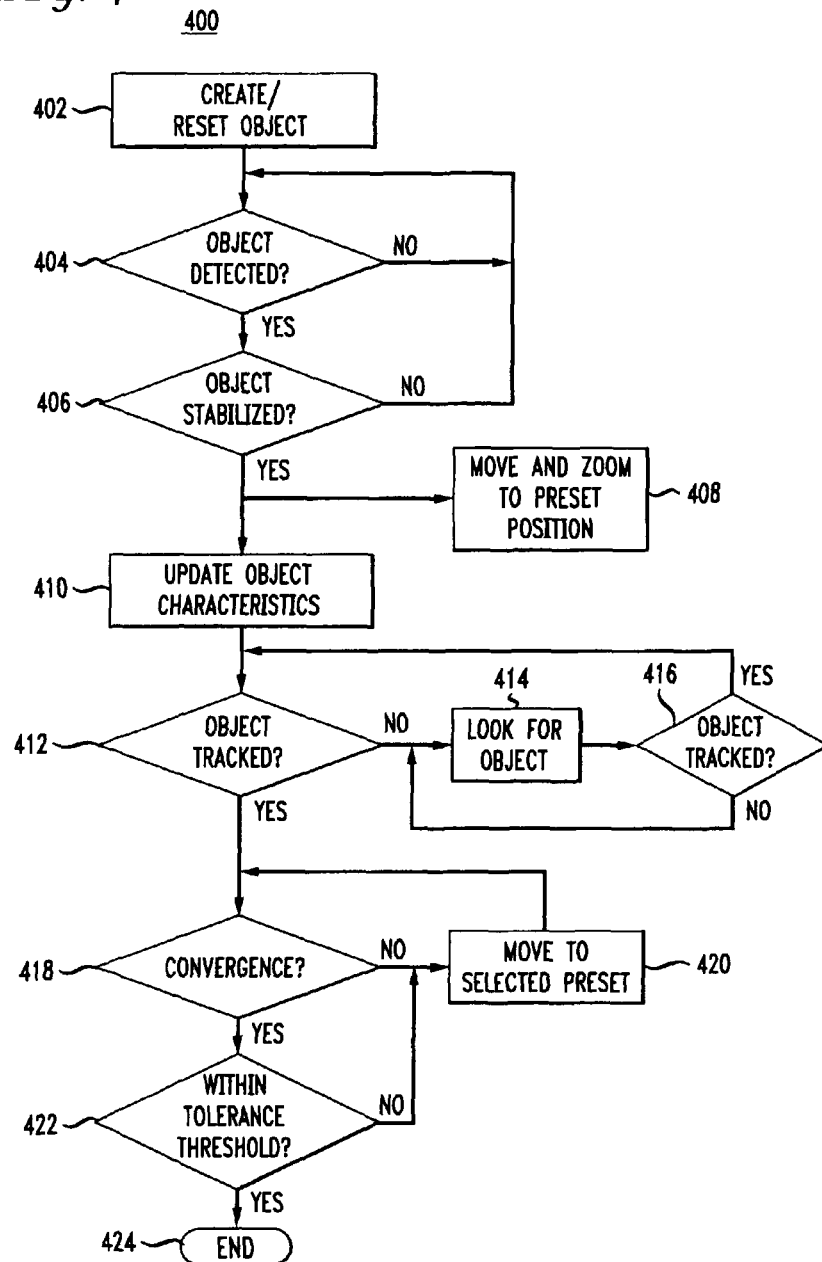 400
402
CREATE/
RESET OBJECT
404
OBJECT
DETECTED?
NO
YES
406
OBJECT
STABILIZED?
NO
YES
MOVE AND ZOOM
TO PRESET
POSITION
408
410
UPDATE OBJECT
CHARACTERISTICS
412
OBJECT
TRACKED?
NO
414
LOOK FOR
OBJECT
416
OBJECT
TRACKED?
YES
NO
YES
418
CONVERGENCE?
NO
MOVE TO
SELECTED PRESET
420
YES
422
WITHIN
TOLERANCE
THRESHOLD?
NO
YES
424
END